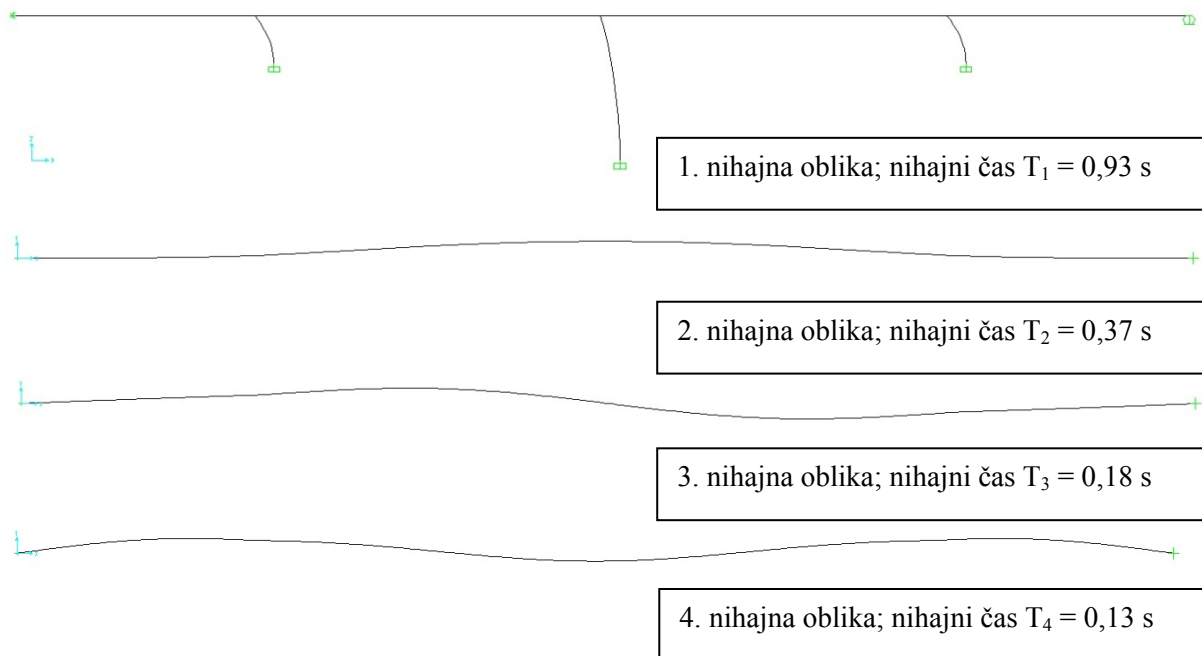 1. nihajna oblika; nihajni čas T₁ = 0,93 s
2. nihajna oblika; nihajni čas T₂ = 0,37 s
3. nihajna oblika; nihajni čas T₃ = 0,18 s
4. nihajna oblika; nihajni čas T₄ = 0,13 s